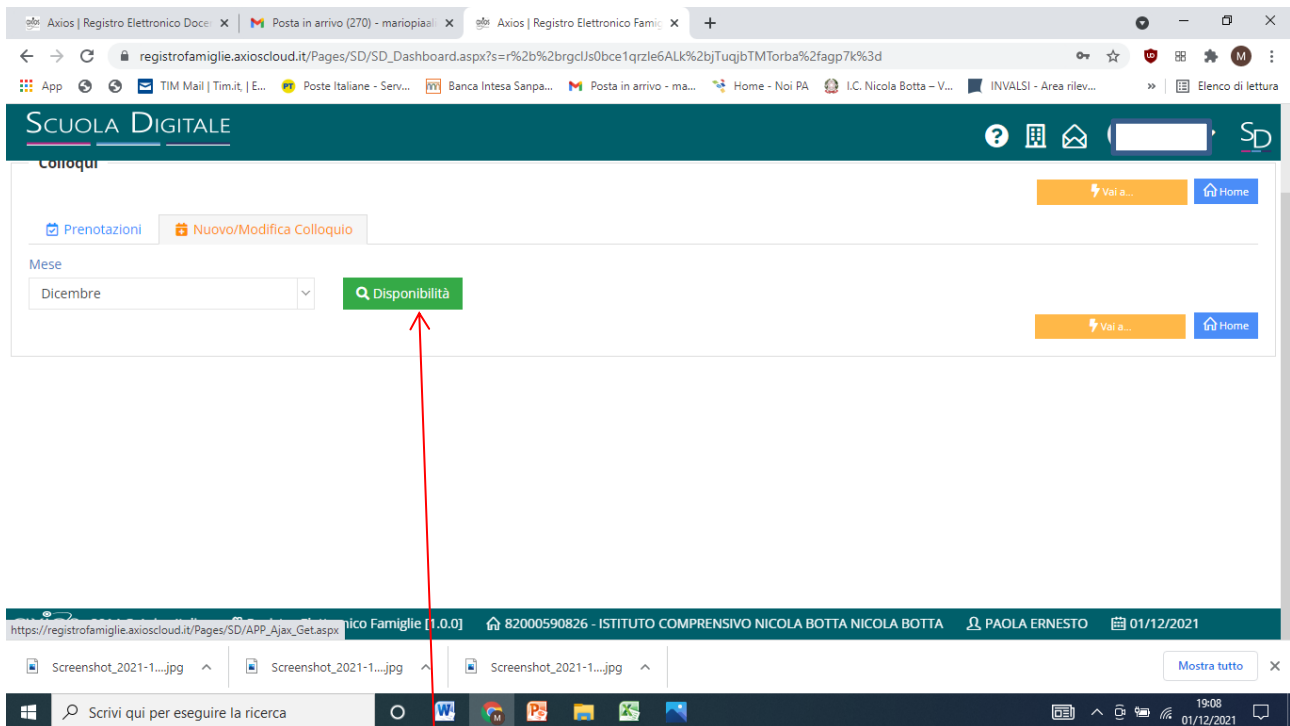 Axios | Registro Elettronico Docen
Posta in arrivo (270) - mariopiaali
Axios | Registro Elettronico Famig
registrofamiglie.axioscloud.it/Pages/SD/SD_Dashboard.aspx?s=r%2b%2brgclJs0bce1qrzle6ALk%2bjTuqjbTMTorba%2fagp7k%3d
M
App
TIM Mail | Tim.it, | E...
Poste Italiane - Serv...
Banca Intesa Sanpa...
Posta in arrivo - ma...
Home - Noi PA
I.C. Nicola Botta – V...
INVALSI - Area rilev...
»
Elenco di lettura
SCUOLA DIGITALE
SD
Colloqui
Vai a...
Home
Prenotazioni
Nuovo/Modifica Colloquio
Mese
Dicembre
Disponibilità
Vai a...
Home
https://registrofamiglie.axioscloud.it/Pages/SD/APP_Ajax_Get.aspx
nico Famiglie [1.0.0]
82000590826 - ISTITUTO COMPRENSIVO NICOLA BOTTA NICOLA BOTTA
PAOLA ERNESTO
01/12/2021
Screenshot_2021-1....jpg
Screenshot_2021-1....jpg
Screenshot_2021-1....jpg
Mostra tutto
Scrivi qui per eseguire la ricerca
19:08
01/12/2021